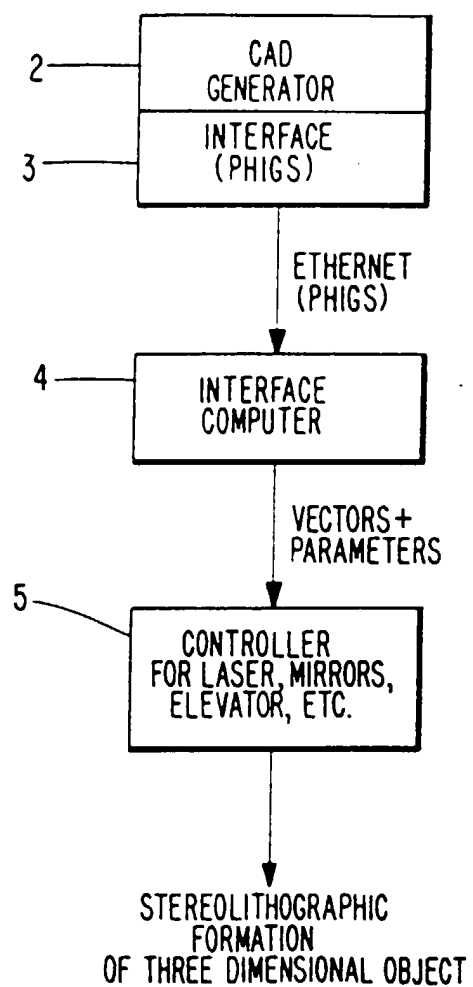 2
CAD
GENERATOR
3
INTERFACE
(PHIGS)
ETHERNET
(PHIGS)
4
INTERFACE
COMPUTER
VECTORS+
PARAMETERS
5
CONTROLLER
FOR LASER, MIRRORS,
ELEVATOR, ETC.
STEREOLITHOGRAPHIC
FORMATION
OF THREE DIMENSIONAL OBJECT